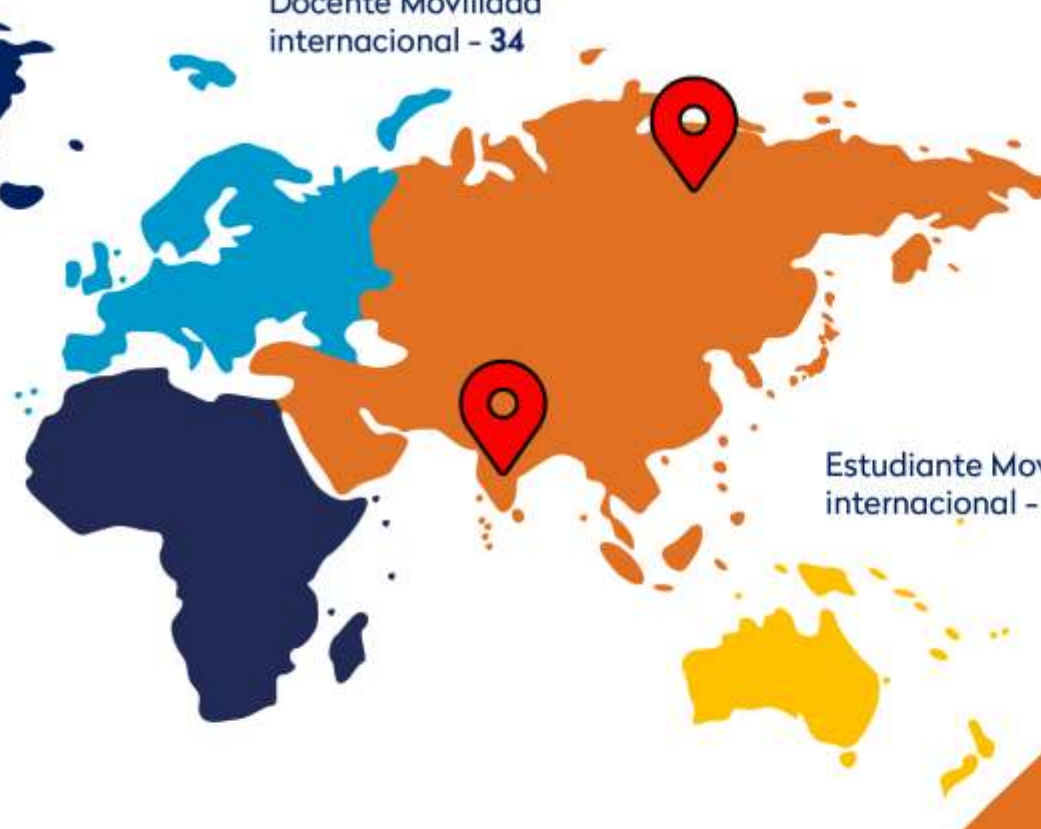 Docente Movilidad
internacional - 34
Estudiante Mov
internacional -